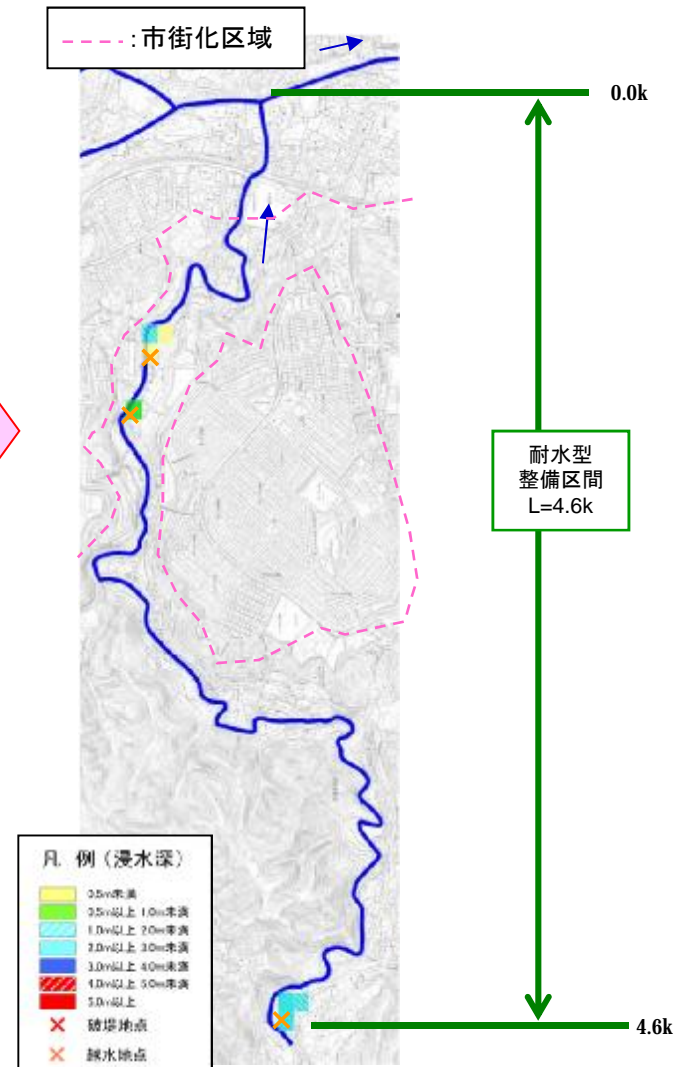 :市街化区域
0.0k
耐水型
整備区間
L=4.6k
凡 例(浸水深)
0.5m未満
0.5m以上 1.0m未満
1.0m以上 2.0m未満
2.0m以上 3.0m未満
3.0m以上 4.0m未満
4.0m以上 5.0m未満
5.0m以上
破堤地点
越水地点
4.6k